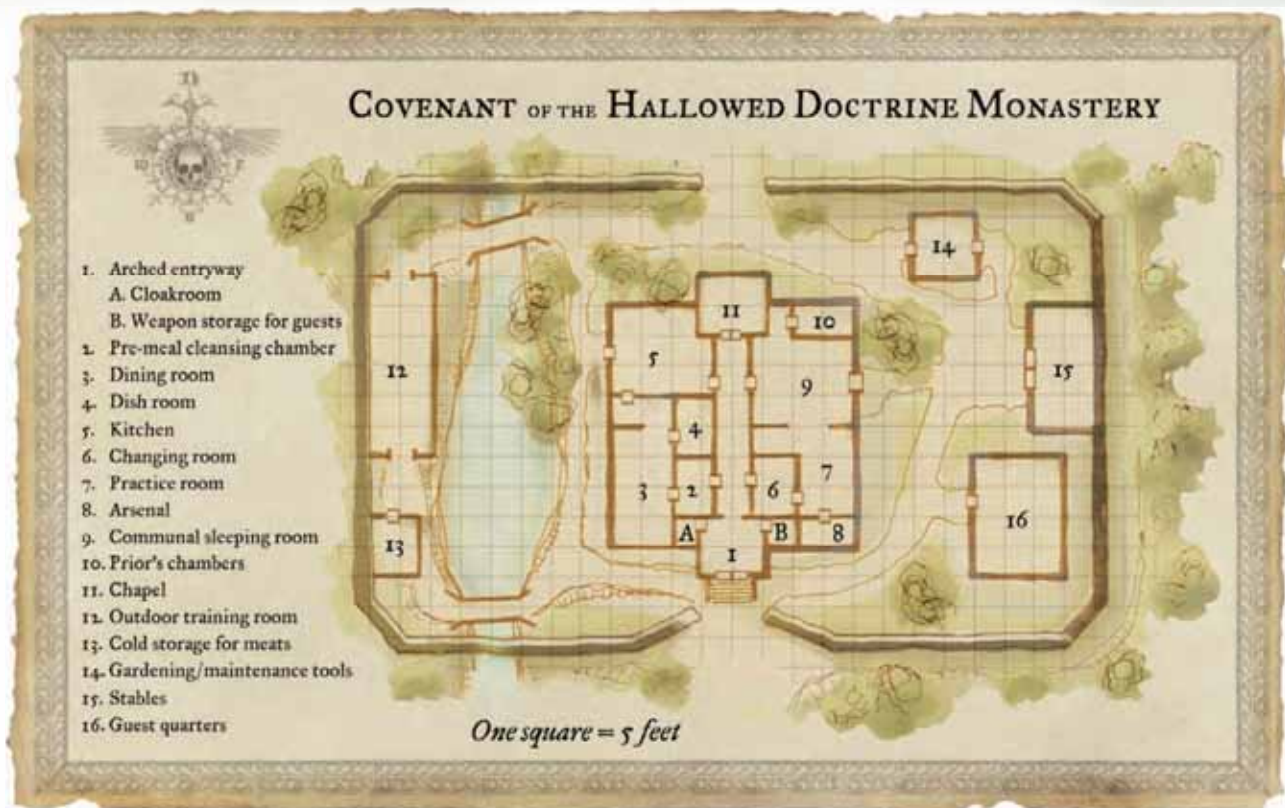 COVENANT OF THE HALLOWED DOCTRINE MONASTERY
1. Arched entryway
A. Cloakroom
B. Weapon storage for guests
2. Pre-meal cleansing chamber
3. Dining room
4. Dish room
5. Kitchen
6. Changing room
7. Practice room
8. Arsenal
9. Communal sleeping room
10. Prior's chambers
11. Chapel
12. Outdoor training room
13. Cold storage for meats
14. Gardening/maintenance tools
15. Stables
16. Guest quarters
14
11
10
5
12
9
15
4
3
2
6
7
16
A
B
8
13
1
One square = 5 feet